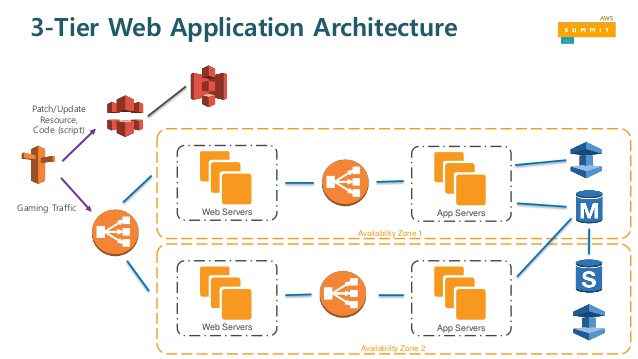 3-Tier Web Application Architecture
AWS
SUMMIT
Patch/Update
Resource,
Code (script)
Gaming Traffic
Web Servers
App Servers
M
Availability Zone 1
S
Web Servers
App Servers
Availability Zone 2